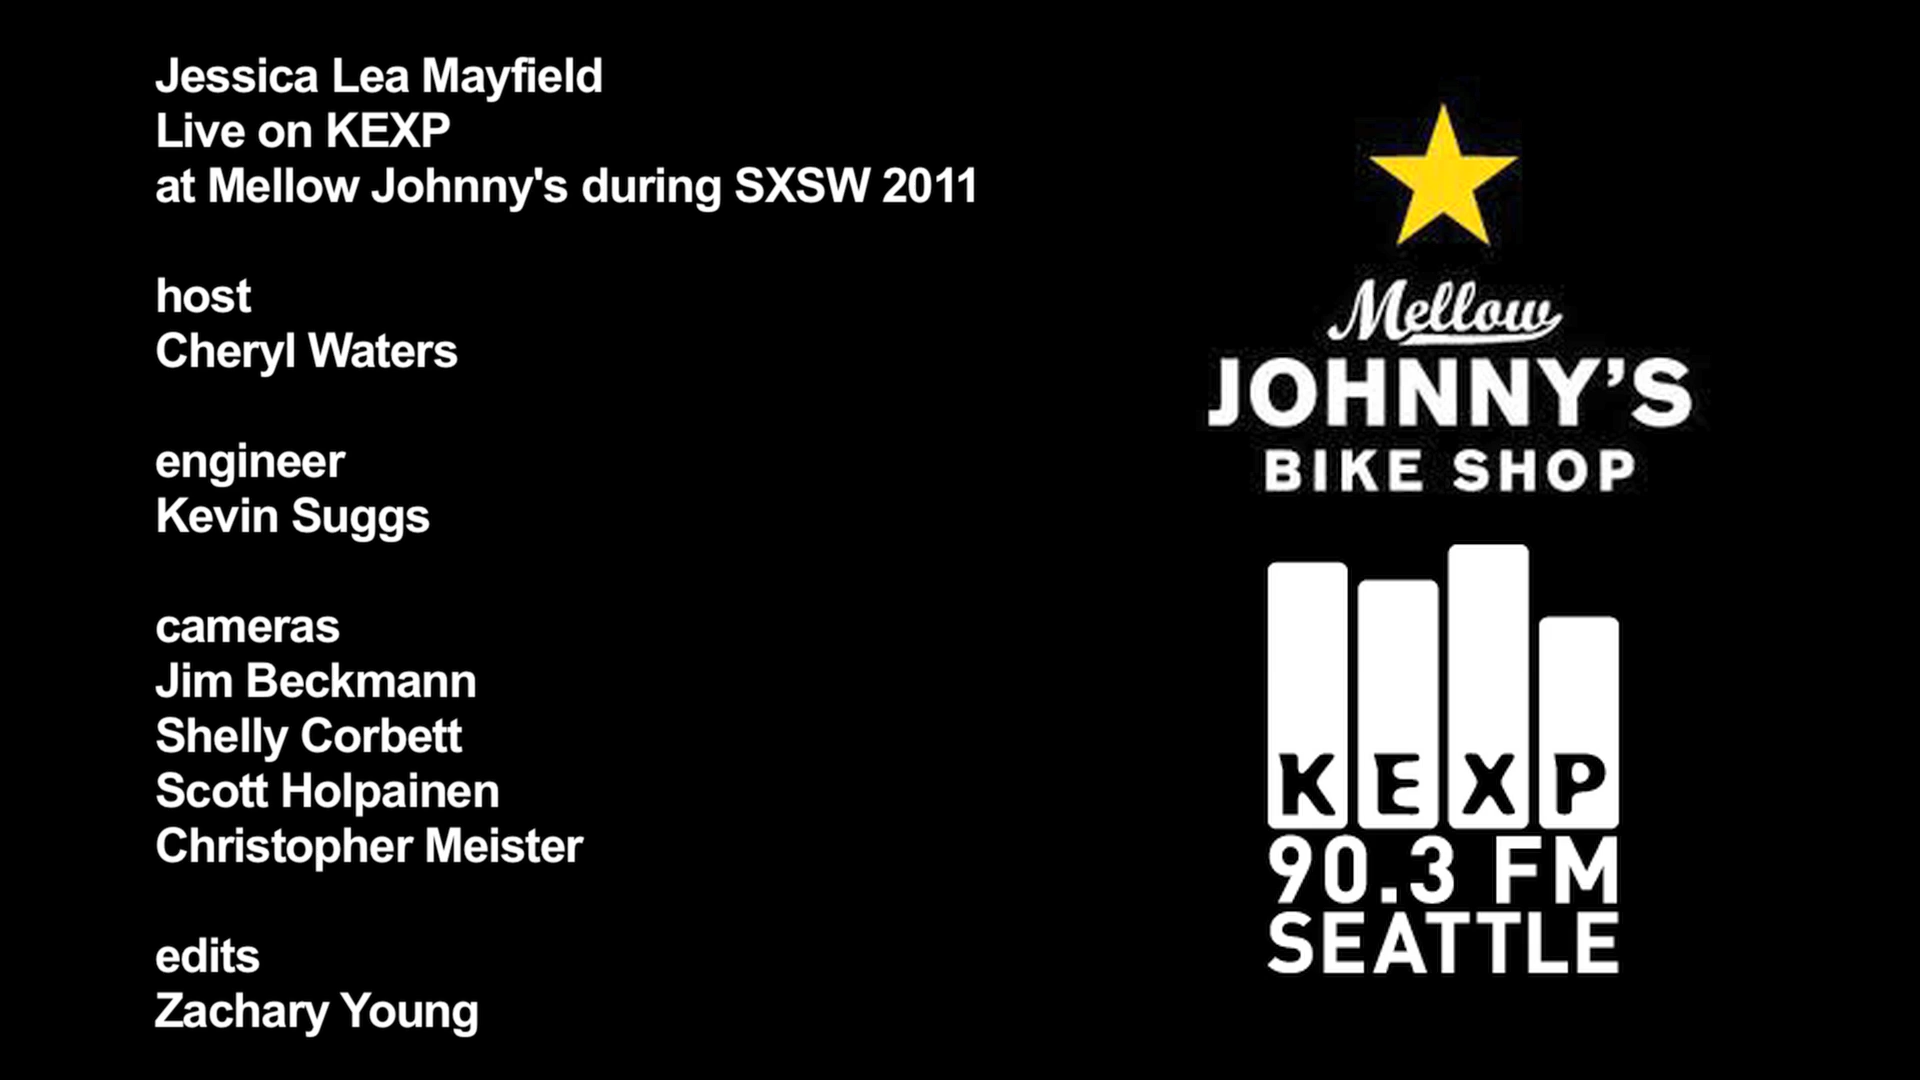 Jessica Lea Mayfield
Live on KEXP
at Mellow Johnny's during SXSW 2011
host
Cheryl Waters
engineer
Kevin Suggs
cameras
Jim Beckmann
Shelly Corbett
Scott Holpainen
Christopher Meister
edits
Zachary Young
Mellow
JOHNNY'S
BIKE SHOP
KEXP
90.3 FM
SEATTLE